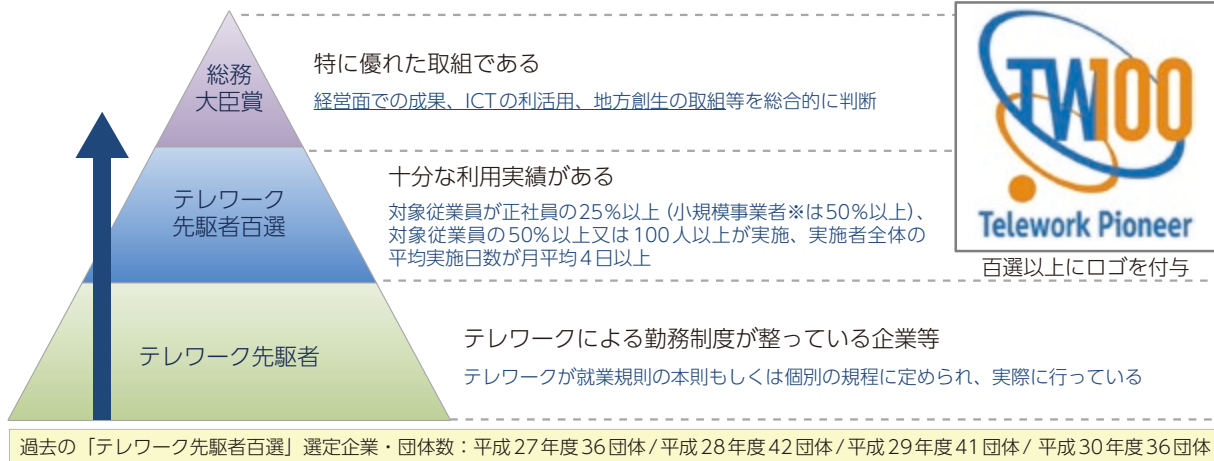 総務
大臣賞
特に優れた取組である
経営面での成果、ICTの利活用、地方創生の取組等を総合的に判断
TW100
Telework Pioneer
百選以上にロゴを付与
テレワーク
先駆者百選
十分な利用実績がある
対象従業員が正社員の25%以上（小規模事業者※は50%以上）、
対象従業員の50%以上又は100人以上が実施、実施者全体の
平均実施日数が月平均4日以上
テレワーク先駆者
テレワークによる勤務制度が整っている企業等
テレワークが就業規則の本則もしくは個別の規程に定められ、実際に行っている
過去の「テレワーク先駆者百選」選定企業・団体数：平成27年度36団体/平成28年度42団体/平成29年度41団体/ 平成30年度36団体